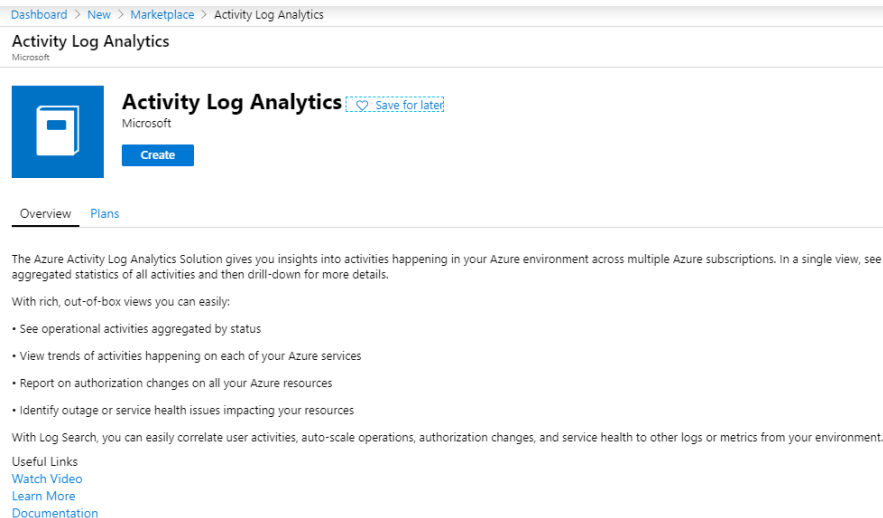 Dashboard > New > Marketplace > Activity Log Analytics
Activity Log Analytics
Microsoft
Activity Log Analytics Save for later
Microsoft
Create
Overview Plans
The Azure Activity Log Analytics Solution gives you insights into activities happening in your Azure environment across multiple Azure subscriptions. In a single view, see
aggregated statistics of all activities and then drill-down for more details.
With rich, out-of-box views you can easily:
• See operational activities aggregated by status
• View trends of activities happening on each of your Azure services
• Report on authorization changes on all your Azure resources
• Identify outage or service health issues impacting your resources
With Log Search, you can easily correlate user activities, auto-scale operations, authorization changes, and service health to other logs or metrics from your environment.
Useful Links
Watch Video
Learn More
Documentation